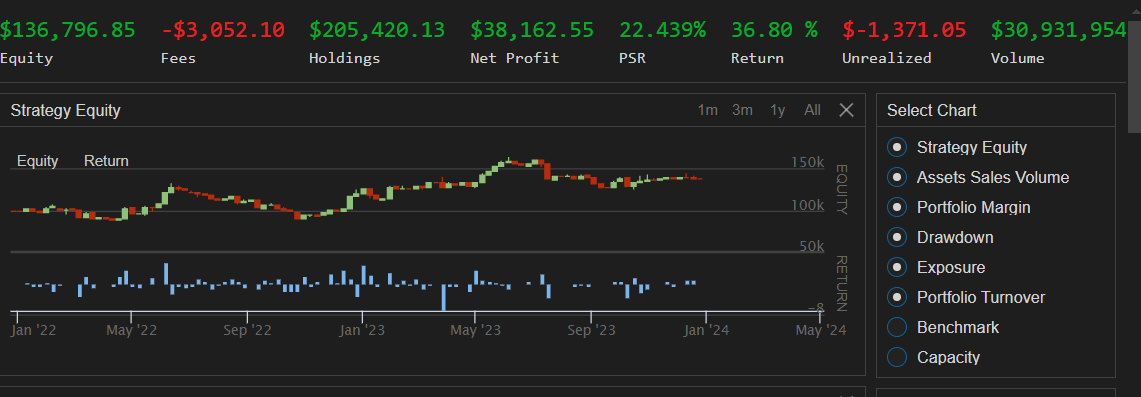 $136,796.85 -$3,052.10 $205,420.13 $38,162.55 22.439% 36.80 % $-1,371.05 $30,931,954
Equity Fees Holdings Net Profit PSR Return Unrealized Volume
Strategy Equity 1m 3m 1y All
Equity Return
150k
100k
50k
EQUITY
RETURN
-8
Jan '22 May '22 Sep '22 Jan '23 May '23 Sep '23 Jan '24 May '24
Select Chart
Strategy Equity
Assets Sales Volume
Portfolio Margin
Drawdown
Exposure
Portfolio Turnover
Benchmark
Capacity